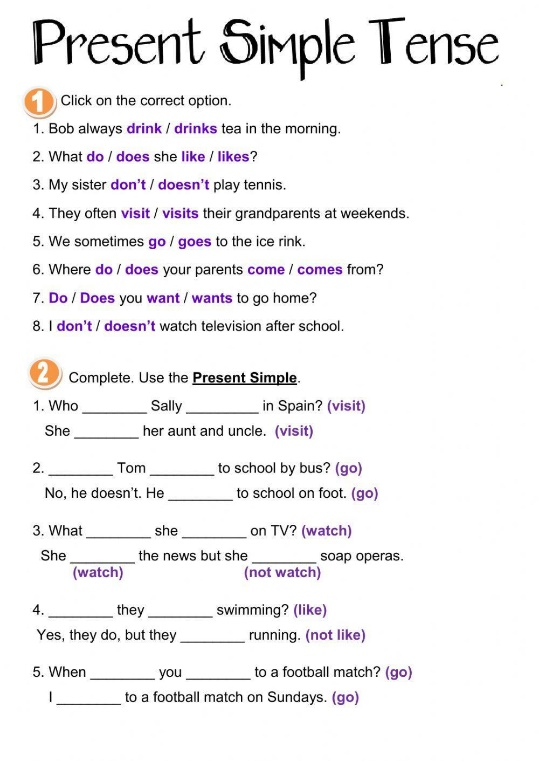 Present Simple Tense
1 Click on the correct option.
1. Bob always drink / drinks tea in the morning.
2. What do / does she like / likes?
3. My sister don’t / doesn’t play tennis.
4. They often visit / visits their grandparents at weekends.
5. We sometimes go / goes to the ice rink.
6. Where do / does your parents come / comes from?
7. Do / Does you want / wants to go home?
8. I don’t / doesn’t watch television after school.
2 Complete. Use the Present Simple.
1. Who ________ Sally _________ in Spain? (visit)
She ________ her aunt and uncle. (visit)
2. ________ Tom ________ to school by bus? (go)
No, he doesn’t. He ________ to school on foot. (go)
3. What ________ she ________ on TV? (watch)
She ________ the news but she ________ soap operas.
(watch) (not watch)
4. ________ they ________ swimming? (like)
Yes, they do, but they ________ running. (not like)
5. When ________ you ________ to a football match? (go)
I ________ to a football match on Sundays. (go)